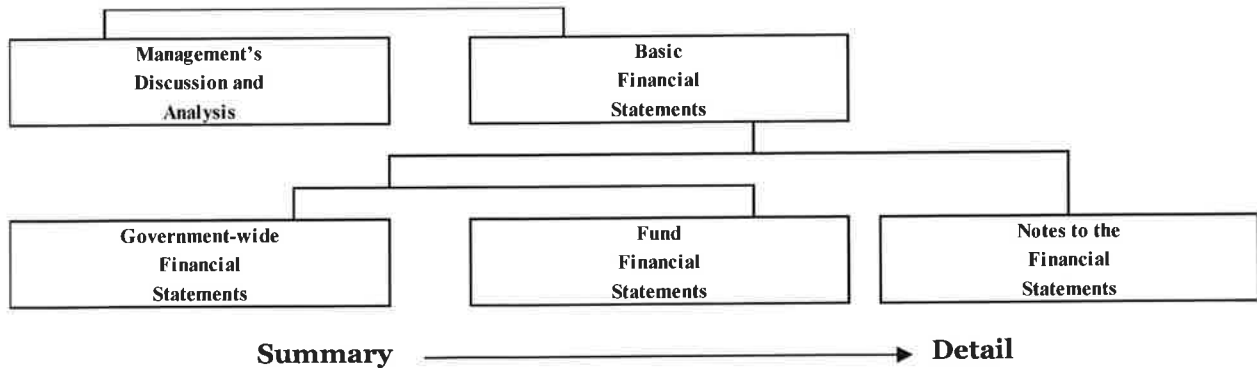 Management's
Discussion and
Analysis
Basic
Financial
Statements
Government-wide
Financial
Statements
Fund
Financial
Statements
Notes to the
Financial
Statements
Summary
Detail